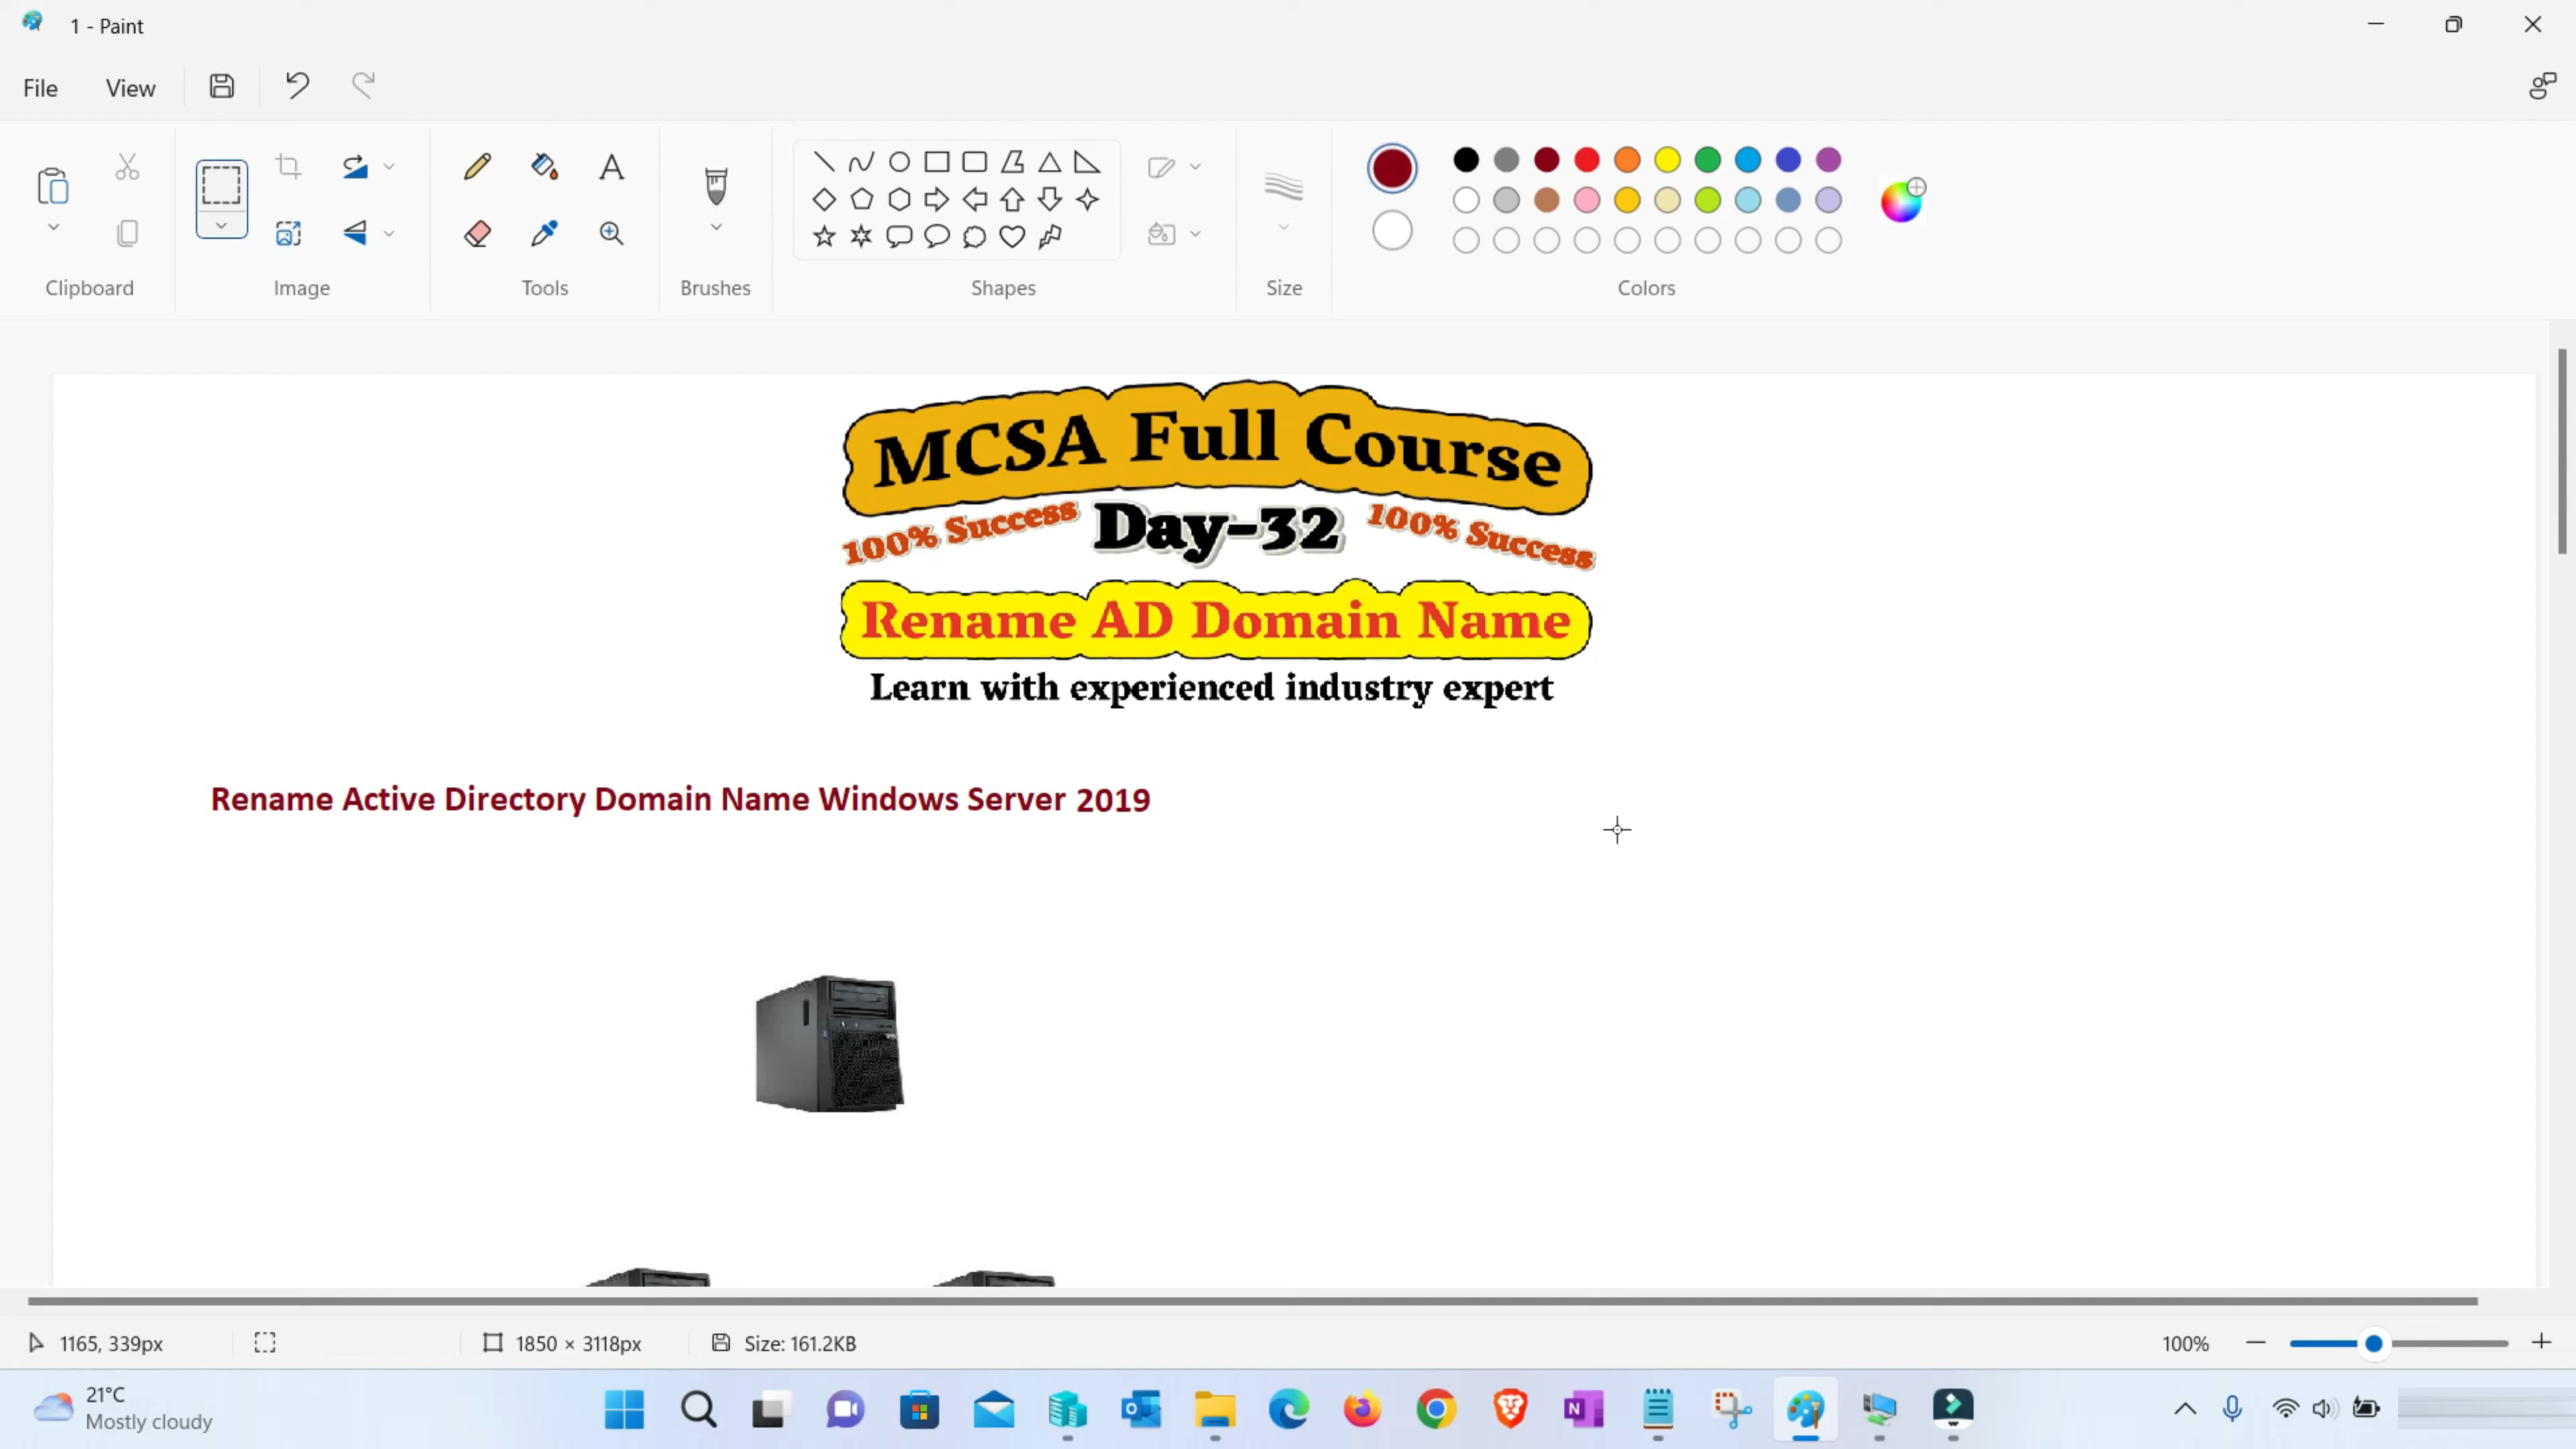 1 - Paint
File View
Clipboard
Image
Tools
Brushes
Shapes
Size
Colors
MCSA Full Course
100% Success Day-32 100% Success
Rename AD Domain Name
Learn with experienced industry expert
Rename Active Directory Domain Name Windows Server 2019
1165, 339px
1850 × 3118px
Size: 161.2KB
100%
21°C
Mostly cloudy